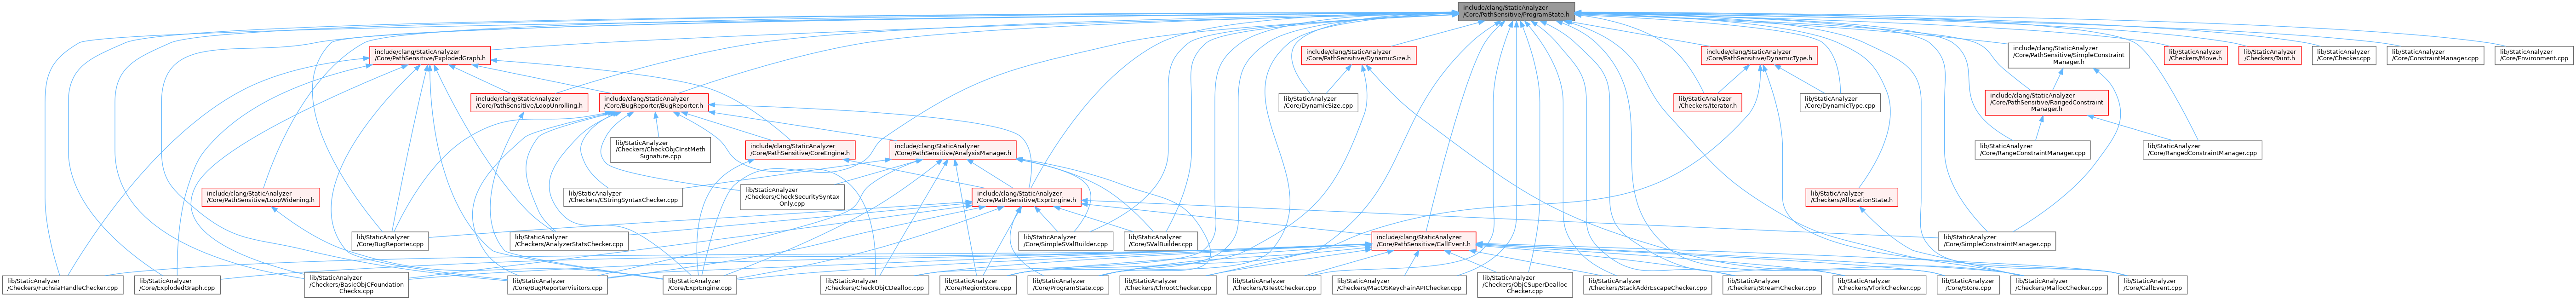 include/clang/StaticAnalyzer
/Core/PathSensitive/ProgramState.h
include/clang/StaticAnalyzer
/Core/PathSensitive/ExplodedGraph.h
include/clang/StaticAnalyzer
/Core/PathSensitive/DynamicSize.h
include/clang/StaticAnalyzer
/Core/PathSensitive/DynamicType.h
include/clang/StaticAnalyzer
/Core/PathSensitive/SimpleConstraint
Manager.h
lib/StaticAnalyzer
/Checkers/Move.h
lib/StaticAnalyzer
/Checkers/Taint.h
lib/StaticAnalyzer
/Core/Checker.cpp
lib/StaticAnalyzer
/Core/ConstraintManager.cpp
lib/StaticAnalyzer
/Core/Environment.cpp
include/clang/StaticAnalyzer
/Core/PathSensitive/LoopUnrolling.h
include/clang/StaticAnalyzer
/Core/BugReporter/BugReporter.h
lib/StaticAnalyzer
/Core/DynamicSize.cpp
lib/StaticAnalyzer
/Checkers/Iterator.h
lib/StaticAnalyzer
/Core/DynamicType.cpp
include/clang/StaticAnalyzer
/Core/PathSensitive/RangedConstraint
Manager.h
lib/StaticAnalyzer
/Checkers/CheckObjCInstMeth
Signature.cpp
include/clang/StaticAnalyzer
/Core/PathSensitive/CoreEngine.h
include/clang/StaticAnalyzer
/Core/PathSensitive/AnalysisManager.h
lib/StaticAnalyzer
/Core/RangeConstraintManager.cpp
lib/StaticAnalyzer
/Core/RangedConstraintManager.cpp
include/clang/StaticAnalyzer
/Core/PathSensitive/LoopWidening.h
lib/StaticAnalyzer
/Checkers/CStringSyntaxChecker.cpp
lib/StaticAnalyzer
/Checkers/CheckSecuritySyntax
Only.cpp
include/clang/StaticAnalyzer
/Core/PathSensitive/ExprEngine.h
lib/StaticAnalyzer
/Checkers/AllocationState.h
lib/StaticAnalyzer
/Core/BugReporter.cpp
lib/StaticAnalyzer
/Checkers/AnalyzerStatsChecker.cpp
lib/StaticAnalyzer
/Core/SimpleSValBuilder.cpp
lib/StaticAnalyzer
/Core/SValBuilder.cpp
include/clang/StaticAnalyzer
/Core/PathSensitive/CallEvent.h
lib/StaticAnalyzer
/Core/SimpleConstraintManager.cpp
lib/StaticAnalyzer
/Checkers/FuchsiaHandleChecker.cpp
lib/StaticAnalyzer
/Core/ExplodedGraph.cpp
lib/StaticAnalyzer
/Checkers/BasicObjCFoundation
Checks.cpp
lib/StaticAnalyzer
/Core/BugReporterVisitors.cpp
lib/StaticAnalyzer
/Core/ExprEngine.cpp
lib/StaticAnalyzer
/Checkers/CheckObjCDealloc.cpp
lib/StaticAnalyzer
/Core/RegionStore.cpp
lib/StaticAnalyzer
/Core/ProgramState.cpp
lib/StaticAnalyzer
/Checkers/ChrootChecker.cpp
lib/StaticAnalyzer
/Checkers/GTestChecker.cpp
lib/StaticAnalyzer
/Checkers/MacOSKeychainAPIChecker.cpp
lib/StaticAnalyzer
/Checkers/ObjCSuperDealloc
Checker.cpp
lib/StaticAnalyzer
/Checkers/StackAddrEscapeChecker.cpp
lib/StaticAnalyzer
/Checkers/StreamChecker.cpp
lib/StaticAnalyzer
/Checkers/VforkChecker.cpp
lib/StaticAnalyzer
/Core/Store.cpp
lib/StaticAnalyzer
/Checkers/MallocChecker.cpp
lib/StaticAnalyzer
/Core/CallEvent.cpp